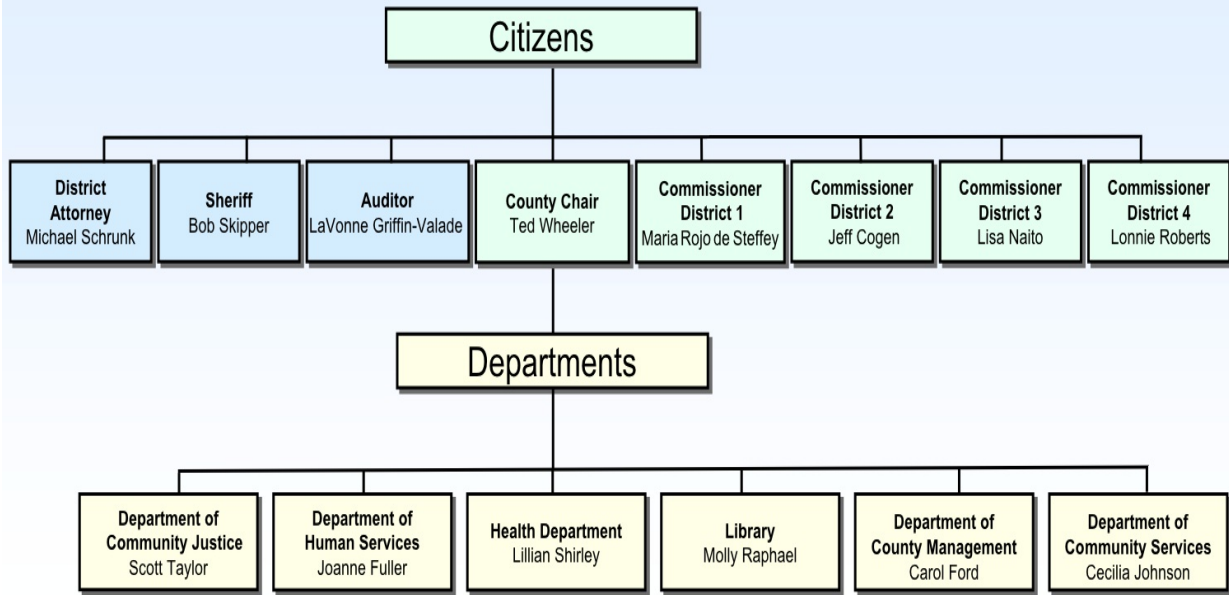 Citizens
District
Attorney
Michael Schrunk
Sheriff
Bob Skipper
Auditor
LaVonne Griffin-Valade
County Chair
Ted Wheeler
Commissioner
District 1
Maria Rojo de Steffey
Commissioner
District 2
Jeff Cogen
Commissioner
District 3
Lisa Naito
Commissioner
District 4
Lonnie Roberts
Departments
Department of
Community Justice
Scott Taylor
Department of
Human Services
Joanne Fuller
Health Department
Lillian Shirley
Library
Molly Raphael
Department of
County Management
Carol Ford
Department of
Community Services
Cecilia Johnson